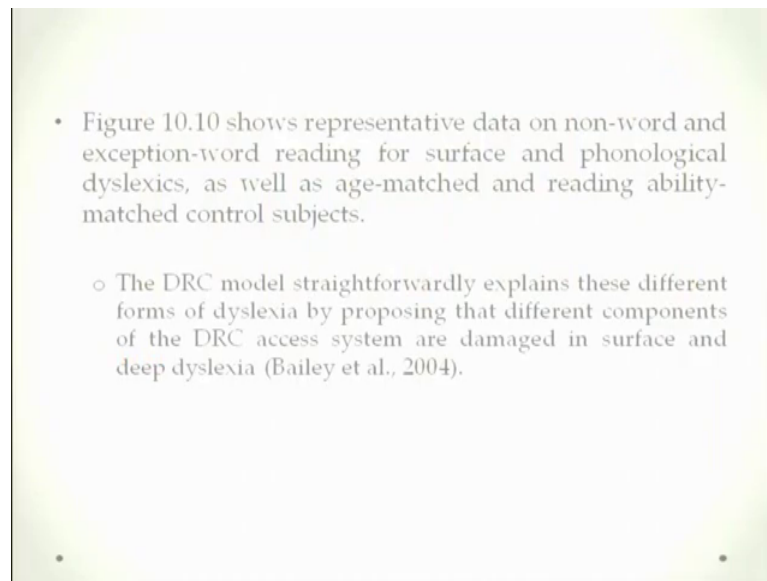 • Figure 10.10 shows representative data on non-word and
exception-word reading for surface and phonological
dyslexics, as well as age-matched and reading ability-
matched control subjects.
o The DRC model straightforwardly explains these different
forms of dyslexia by proposing that different components
of the DRC access system are damaged in surface and
deep dyslexia (Bailey et al., 2004).